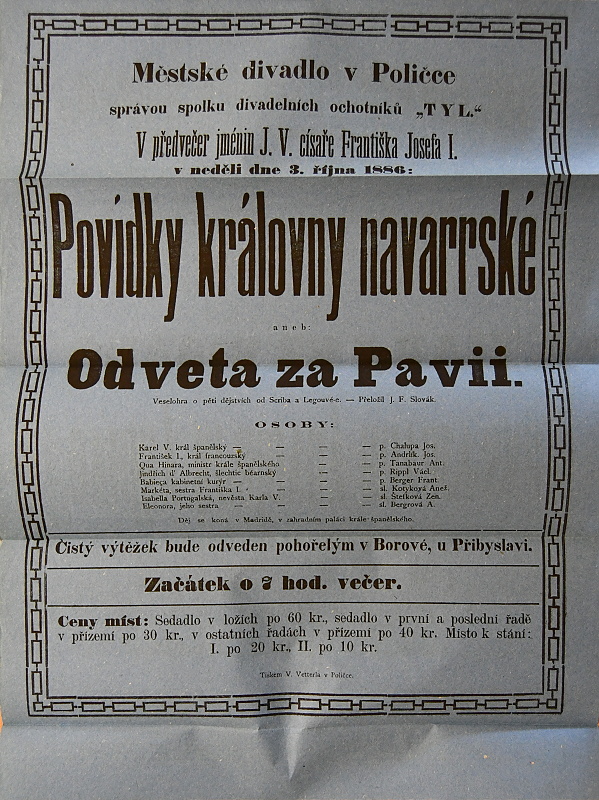 Městské divadlo v Poličce
správou spolku divadelních ochotníků „TYL.“
V předvečer jménin J. V. císaře Františka Josefa I.
v neděli dne 3. října 1886:
Povídky královny navarrské
aneb:
Odveta za Pavii.
Veselohra o pěti dějstvích od Scriba a Legouvé-e. — Přeložil J. F. Slovák.
OSOBY:
Karel V. král španělský — — — p. Chalupa Jos.
František I., král francouzský — — — p. Andrlík. Jos.
Qua Hinara, ministr krále španělského — — p. Tanabaur Ant.
Jindřich d' Albrecht, šlechtic béarnský — — p. Rippl Václ.
Babieça kabinetní kurýr — — — — p. Berger Frant.
Markéta, sestra Františka I. — — — sl. Kotyková Anež.
Isabella Portugalská, nevěsta Karla V. — — sl. Štefková Žen.
Eleonora, jeho sestra — — — — sl. Bergrová A.
Děj se koná v Madridě, v zahradním paláci krále španělského.
Čistý výtěžek bude odveden pohořelým v Borové, u Přibyslavi.
Začátek o 7 hod. večer.
Ceny míst: Sedadlo v ložích po 60 kr., sedadlo v první a poslední řadě
v přízemí po 30 kr., v ostatních řadách v přízemí po 40 kr. Místo k stání:
I. po 20 kr., II. po 10 kr.
Tiskem V. Vetterla v Poličce.